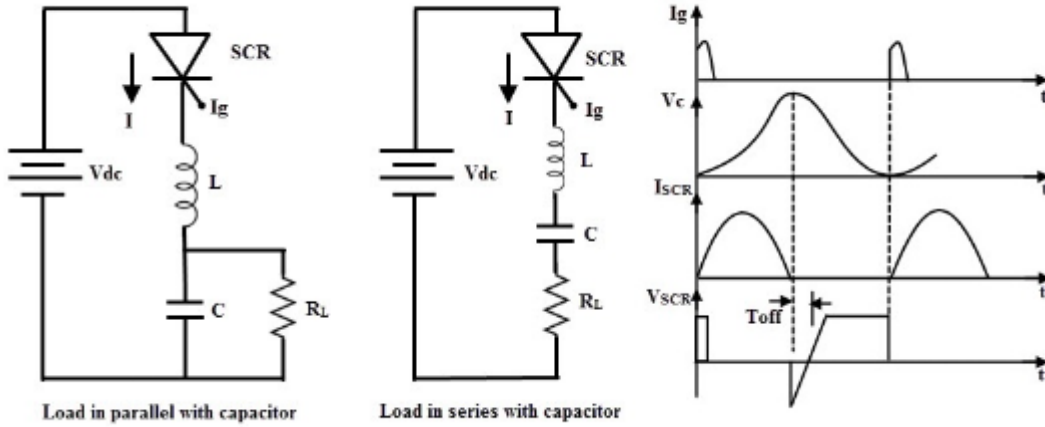 SCR
Ig
I
Vdc
L
C
RL
Load in parallel with capacitor
SCR
Ig
I
Vdc
L
C
RL
Load in series with capacitor
Ig
t
Vc
t
ISCR
t
VSCR
Toff
t